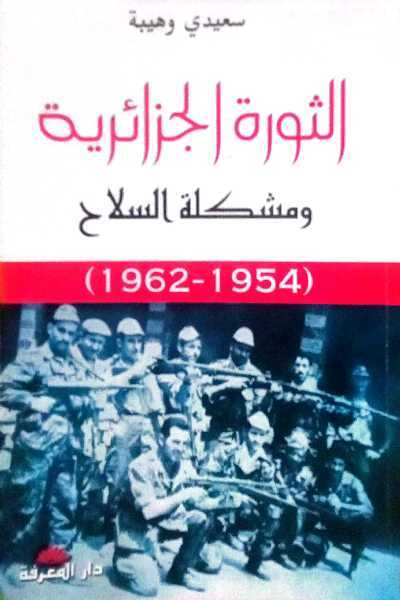 سعيدي وهيبة
الثورة الجزائرية
ومشكلة السلاح
(1962-1954)
دار المعرفة